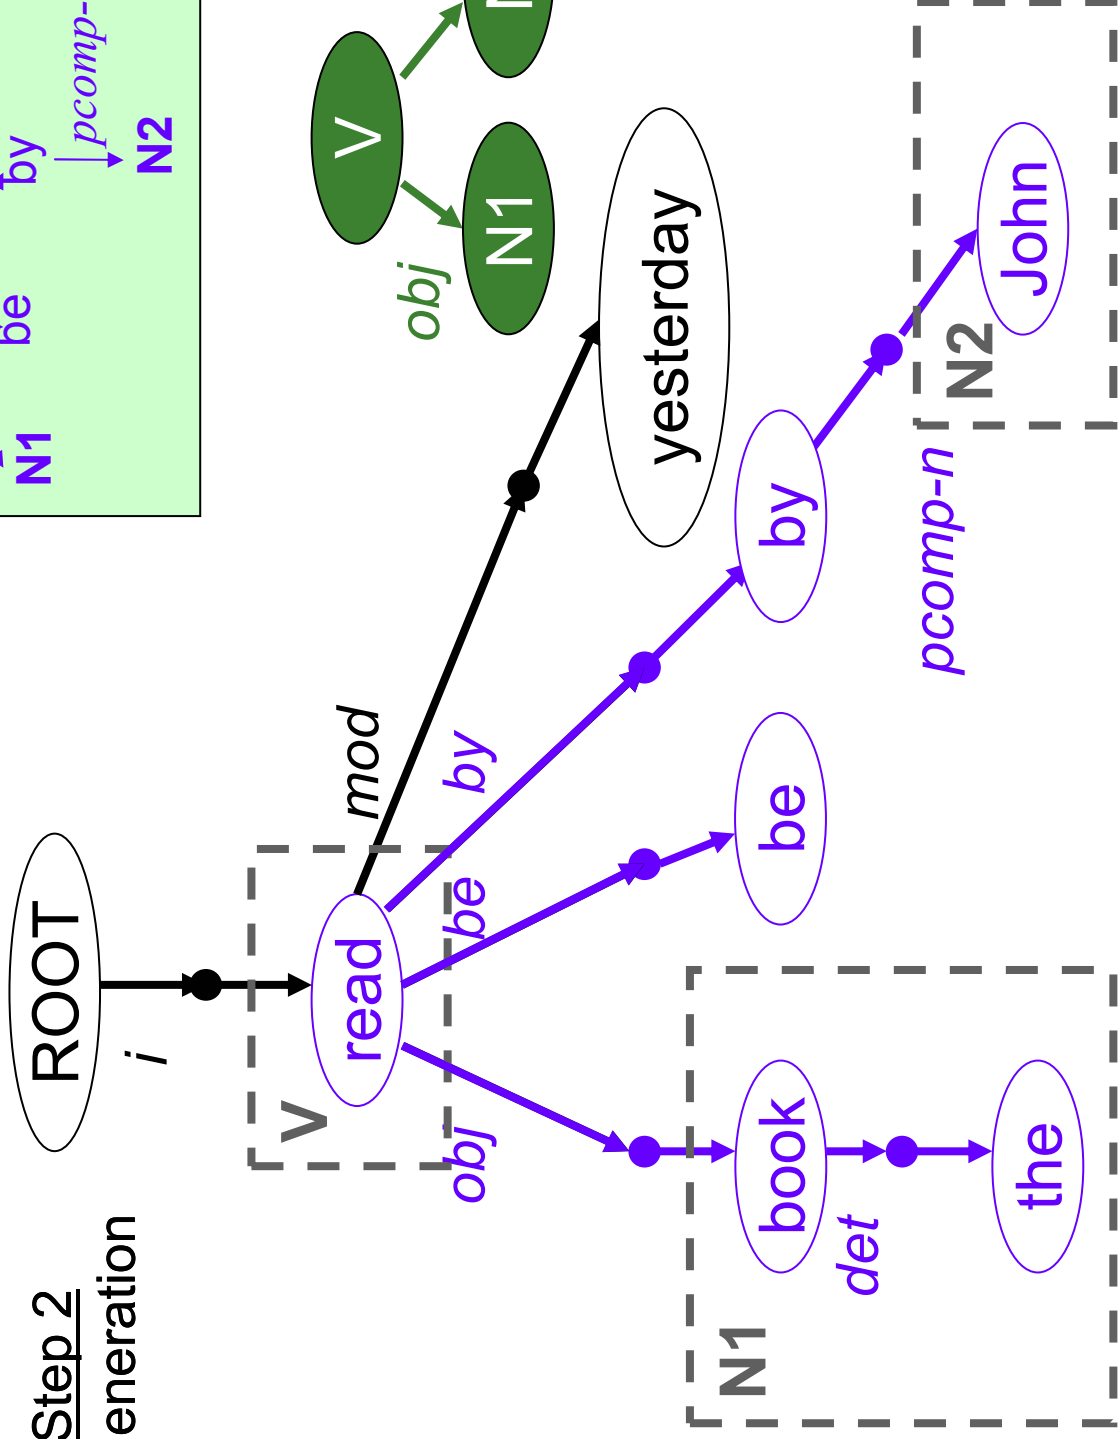 Step 2
eneration
ROOT
i
V
read
mod
yesterday
obj
be
by
N1
book
be
by
det
the
pcomp-n
N2
John
V
obj
N1
N1
be
by
pcomp-
N2